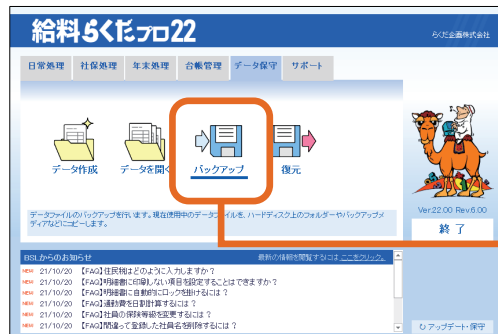 給料らくだプロ22
らくだ企画株式会社
日常処理 社保処理 年末処理 台帳管理 データ保守 サポート
データ作成 データを開く バックアップ 復元
データファイルのバックアップを行います。現在使用中のデータファイルを、ハードディスク上のフォルダーやバックアップメ
ディアなどにコピーします。
Ver.22.00 Rev.6.00
終 了
BSLからのお知らせ 最新の情報を閲覧するには ここをクリック。
NEW 21/10/20 【FAQ】住民税はどのように入力しますか?
NEW 21/10/20 【FAQ】明細書に印刷しない項目を設定することはできますか?
NEW 21/10/20 【FAQ】明細書に自動的にロックを掛けるには?
NEW 21/10/20 【FAQ】通勤費を日割計算するには?
NEW 21/10/20 【FAQ】社員の保険等級を変更するには?
NEW 21/10/20 【FAQ】間違って登録した社員名を削除するには?
アップデート・保守